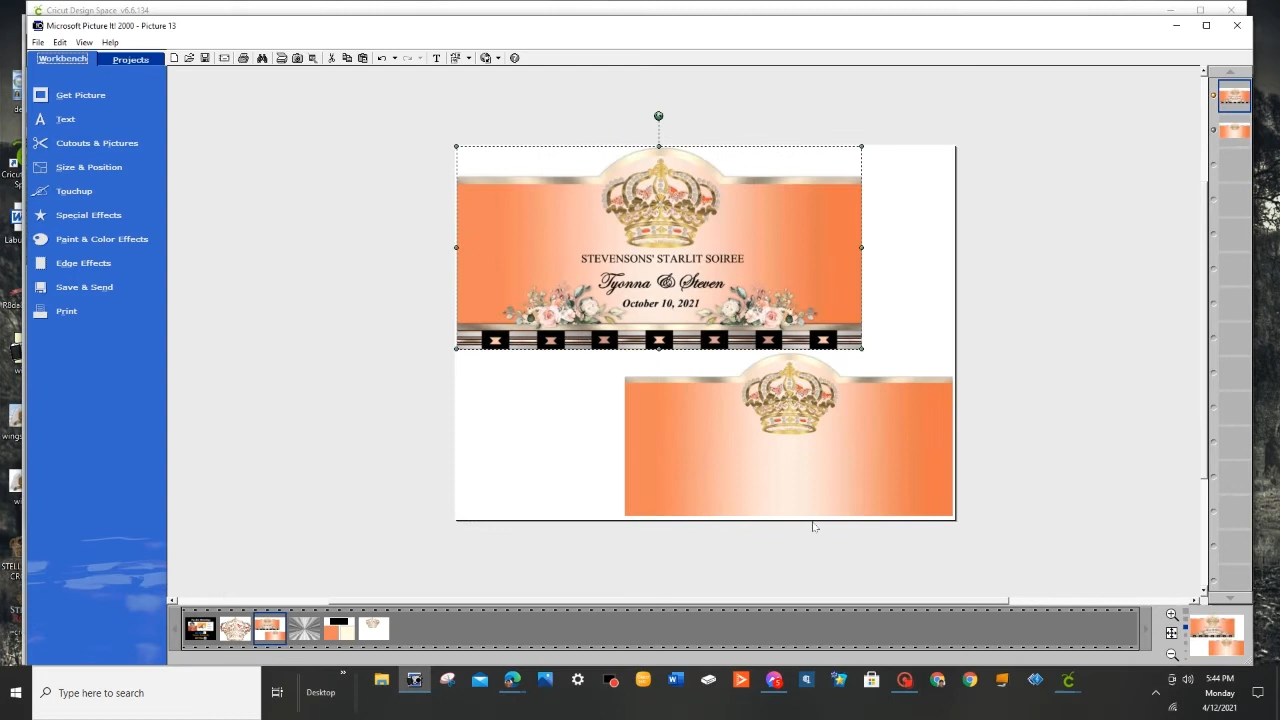 Cricut Design Space v6.6.134
Microsoft Picture It! 2000 - Picture 13
File Edit View Help
Workbench Projects
Get Picture
Text
Cutouts & Pictures
Size & Position
Touchup
Special Effects
Paint & Color Effects
Edge Effects
Save & Send
Print
STEVENSONS' STARLIT SOIREE
Tyonna & Steven
October 10, 2021
Type here to search
Desktop
5:44 PM
Monday
4/12/2021